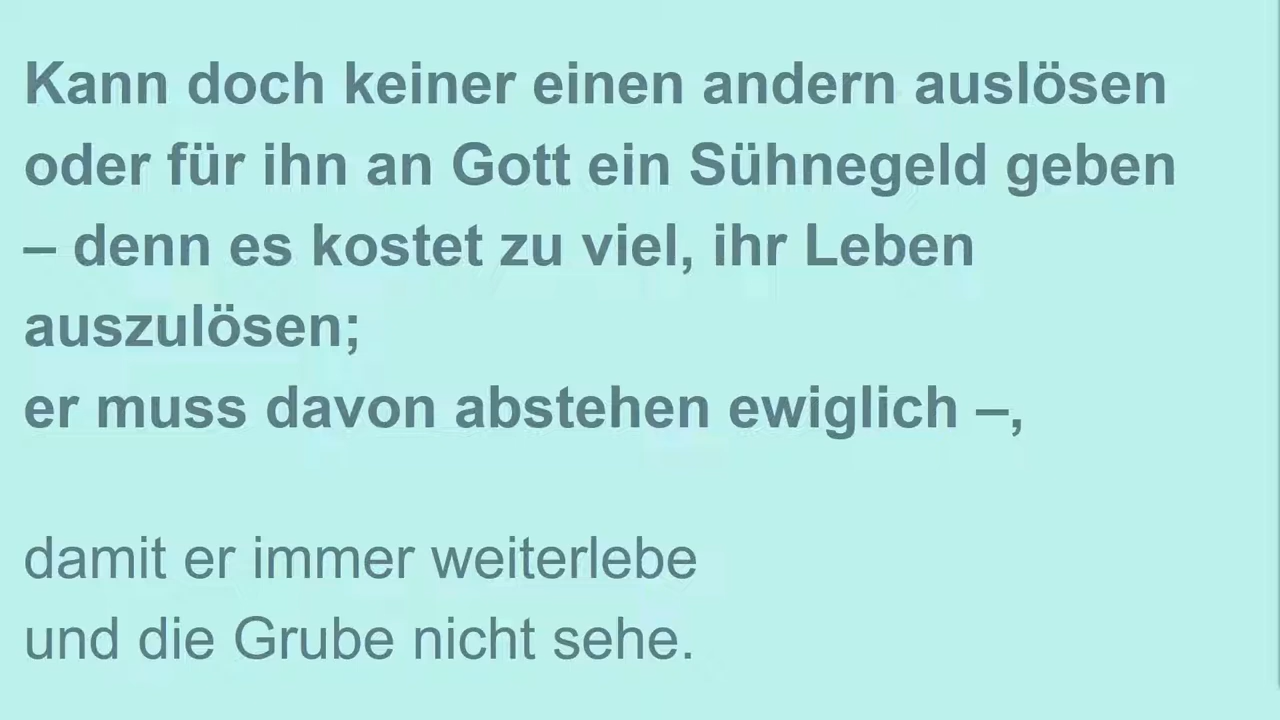 Kann doch keiner einen andern auslösen
oder für ihn an Gott ein Sühnegeld geben
– denn es kostet zu viel, ihr Leben
auszulösen;
er muss davon abstehen ewiglich –,
damit er immer weiterlebe
und die Grube nicht sehe.